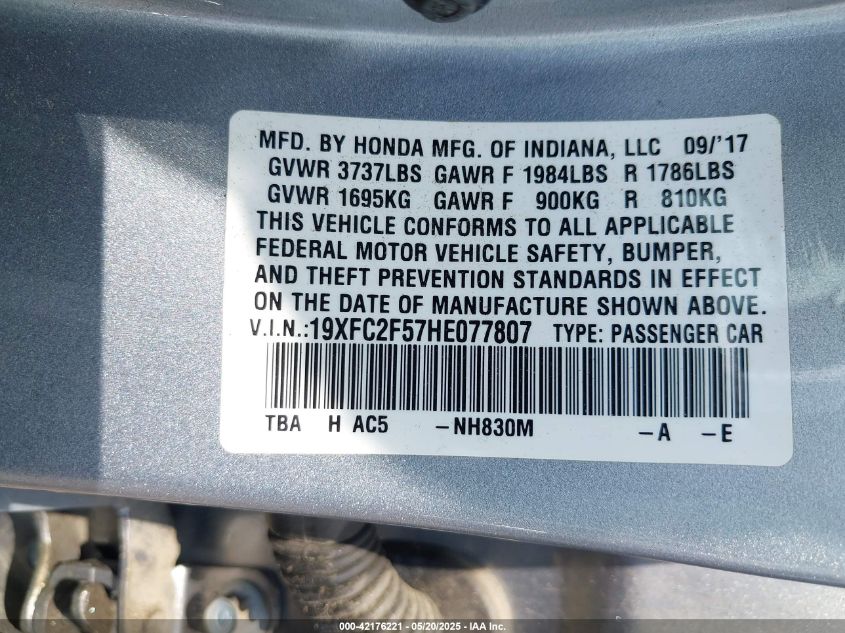 MFD. BY HONDA MFG. OF INDIANA, LLC 09/'17
GVWR 3737LBS GAWR F 1984LBS R 1786LBS
GVWR 1695KG GAWR F 900KG R 810KG
THIS VEHICLE CONFORMS TO ALL APPLICABLE
FEDERAL MOTOR VEHICLE SAFETY, BUMPER,
AND THEFT PREVENTION STANDARDS IN EFFECT
ON THE DATE OF MANUFACTURE SHOWN ABOVE.
V.I.N.:19XFC2F57HE077807 TYPE: PASSENGER CAR
TBA H AC5 -NH830M -A -E
000-42176221 - 05/20/2025 - IAA Inc.